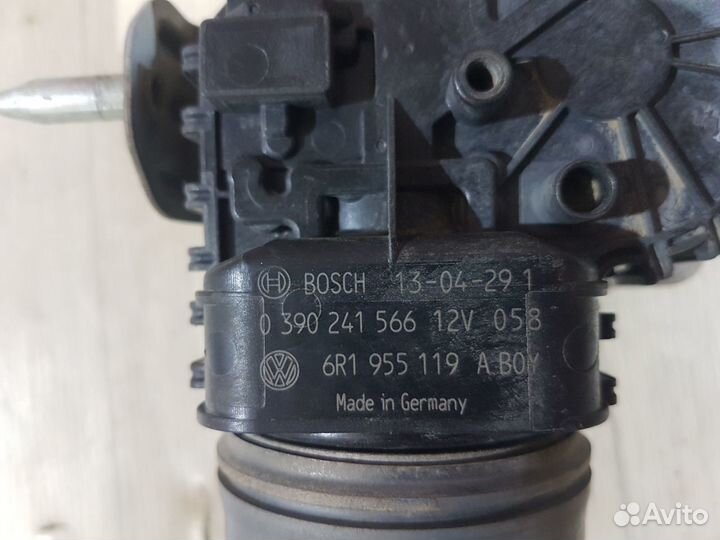 BOSCH 13-04-29 1
0 390 241 566 12V 058
6R1 955 119 A BOY
Made in Germany
Avito